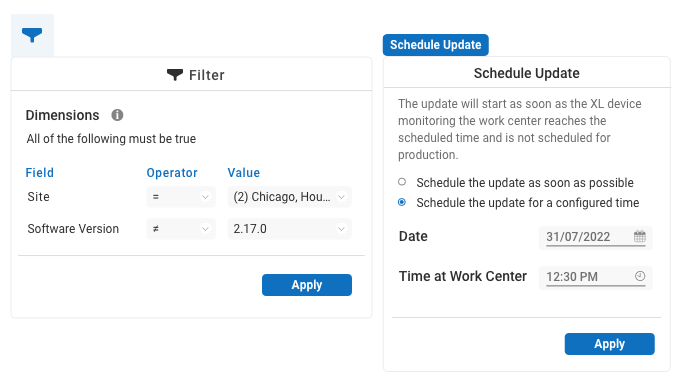 Filter
Dimensions
All of the following must be true
Field Operator Value
Site = (2) Chicago, Hou...
Software Version ≠ 2.17.0
Apply
Schedule Update
Schedule Update
The update will start as soon as the XL device
monitoring the work center reaches the
scheduled time and is not scheduled for
production.
Schedule the update as soon as possible
Schedule the update for a configured time
Date 31/07/2022
Time at Work Center 12:30 PM
Apply